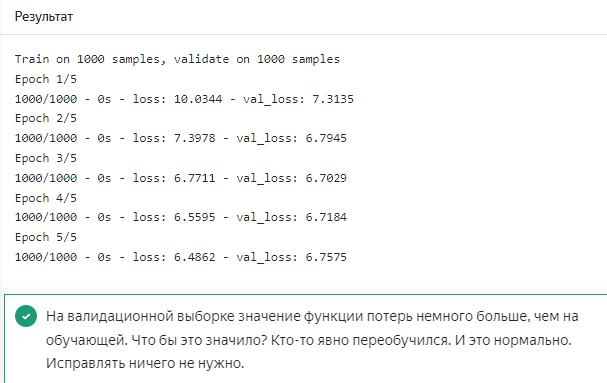 Результат
Train on 1000 samples, validate on 1000 samples
Epoch 1/5
1000/1000 - 0s - loss: 10.0344 - val_loss: 7.3135
Epoch 2/5
1000/1000 - 0s - loss: 7.3978 - val_loss: 6.7945
Epoch 3/5
1000/1000 - 0s - loss: 6.7711 - val_loss: 6.7029
Epoch 4/5
1000/1000 - 0s - loss: 6.5595 - val_loss: 6.7184
Epoch 5/5
1000/1000 - 0s - loss: 6.4862 - val_loss: 6.7575
На валидационной выборке значение функции потерь немного больше, чем на
обучающей. Что бы это значило? Кто-то явно переобучился. И это нормально.
Исправлять ничего не нужно.